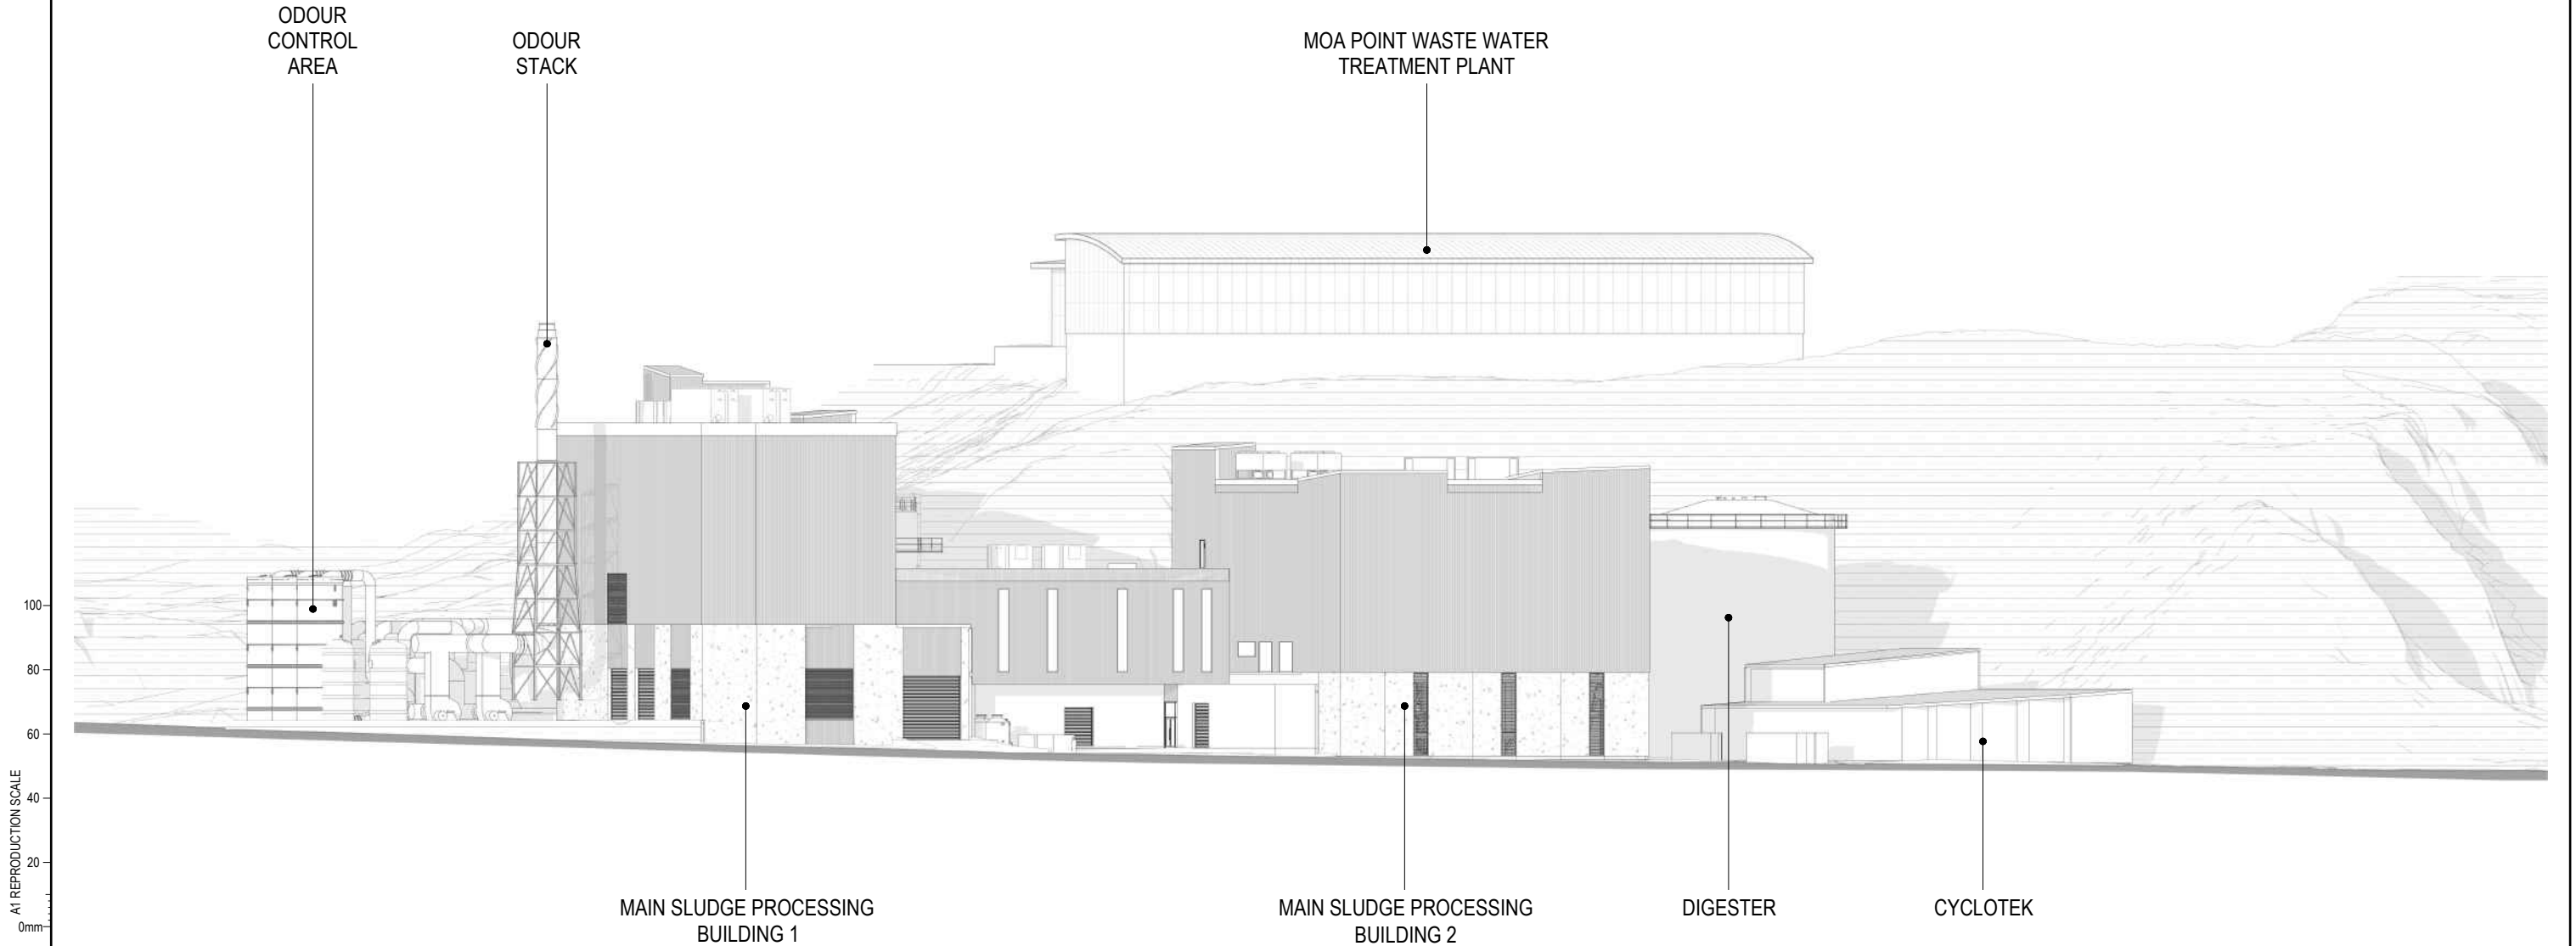 ODOUR
CONTROL
AREA
ODOUR
STACK
MOA POINT WASTE WATER
TREATMENT PLANT
100
80
60
40
20
0mm
A1 REPRODUCTION SCALE
MAIN SLUDGE PROCESSING
BUILDING 1
MAIN SLUDGE PROCESSING
BUILDING 2
DIGESTER
CYCLOTEK